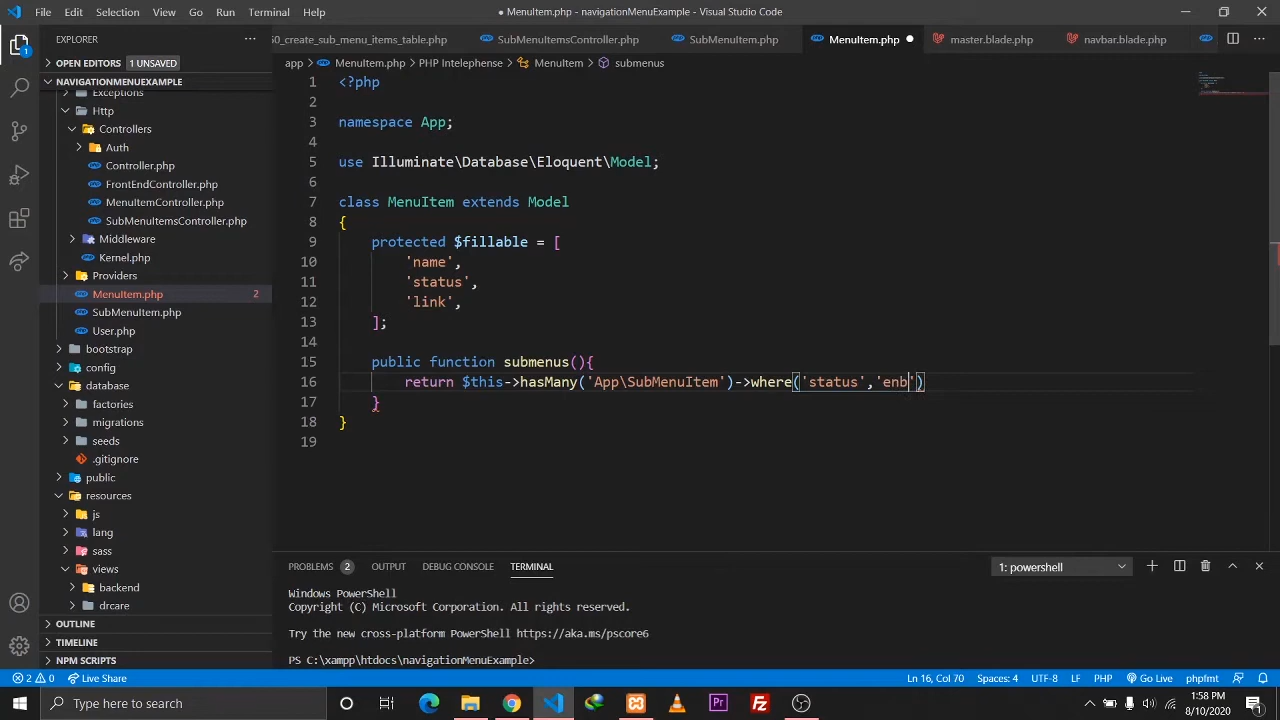 File Edit Selection View Go Run Terminal Help
● MenuItem.php - navigationMenuExample - Visual Studio Code
EXPLORER
60_create_sub_menu_items_table.php SubMenuItemsController.php SubMenuItem.php MenuItem.php ● master.blade.php navbar.blade.php
OPEN EDITORS 1 UNSAVED
app > MenuItem.php > PHP Intelephense > MenuItem > submenus
NAVIGATIONMENUEXAMPLE
Exceptions
Http
Controllers
Auth
Controller.php
FrontEndController.php
MenuItemController.php
SubMenuItemsController.php
Middleware
Kernel.php
Providers
MenuItem.php 2
SubMenuItem.php
User.php
bootstrap
config
database
factories
migrations
seeds
.gitignore
public
resources
js
lang
sass
views
backend
drcare
OUTLINE
TIMELINE
NPM SCRIPTS
1 <?php
2
3 namespace App;
4
5 use Illuminate\Database\Eloquent\Model;
6
7 class MenuItem extends Model
8 {
9 protected $fillable = [
10 'name',
11 'status',
12 'link',
13 ];
14
15 public function submenus(){
16 return $this->hasMany('App\SubMenuItem')->where('status','enb')
17 }
18 }
19
PROBLEMS 2 OUTPUT DEBUG CONSOLE TERMINAL 1: powershell
Windows PowerShell
Copyright (C) Microsoft Corporation. All rights reserved.
Try the new cross-platform PowerShell https://aka.ms/pscore6
PS C:\xampp\htdocs\navigationMenuExample>
1
2 0 Live Share Ln 16, Col 70 Spaces: 4 UTF-8 LF PHP Go Live phpfmt
Type here to search
Pr
Fz
1:58 PM
8/10/2020